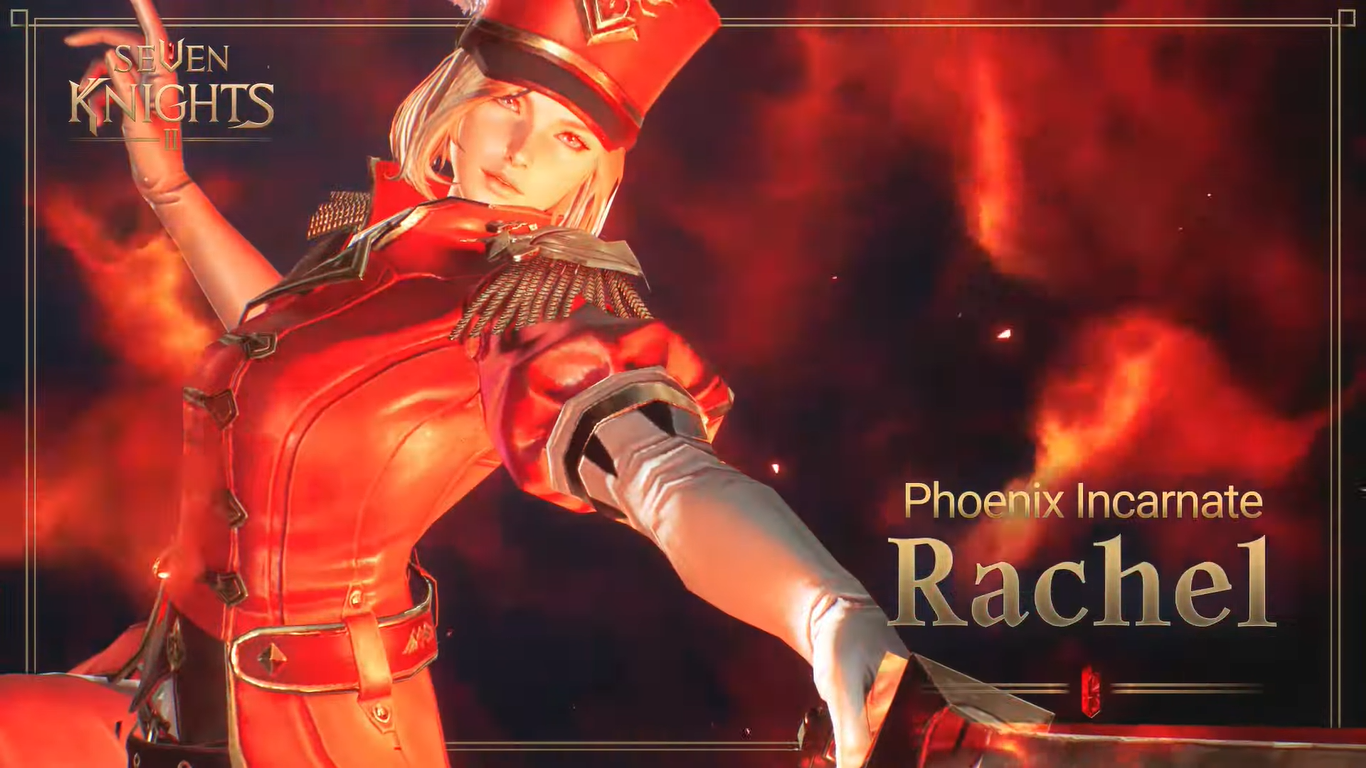 SEVEN
KNIGHTS
II
Phoenix Incarnate
Rachel